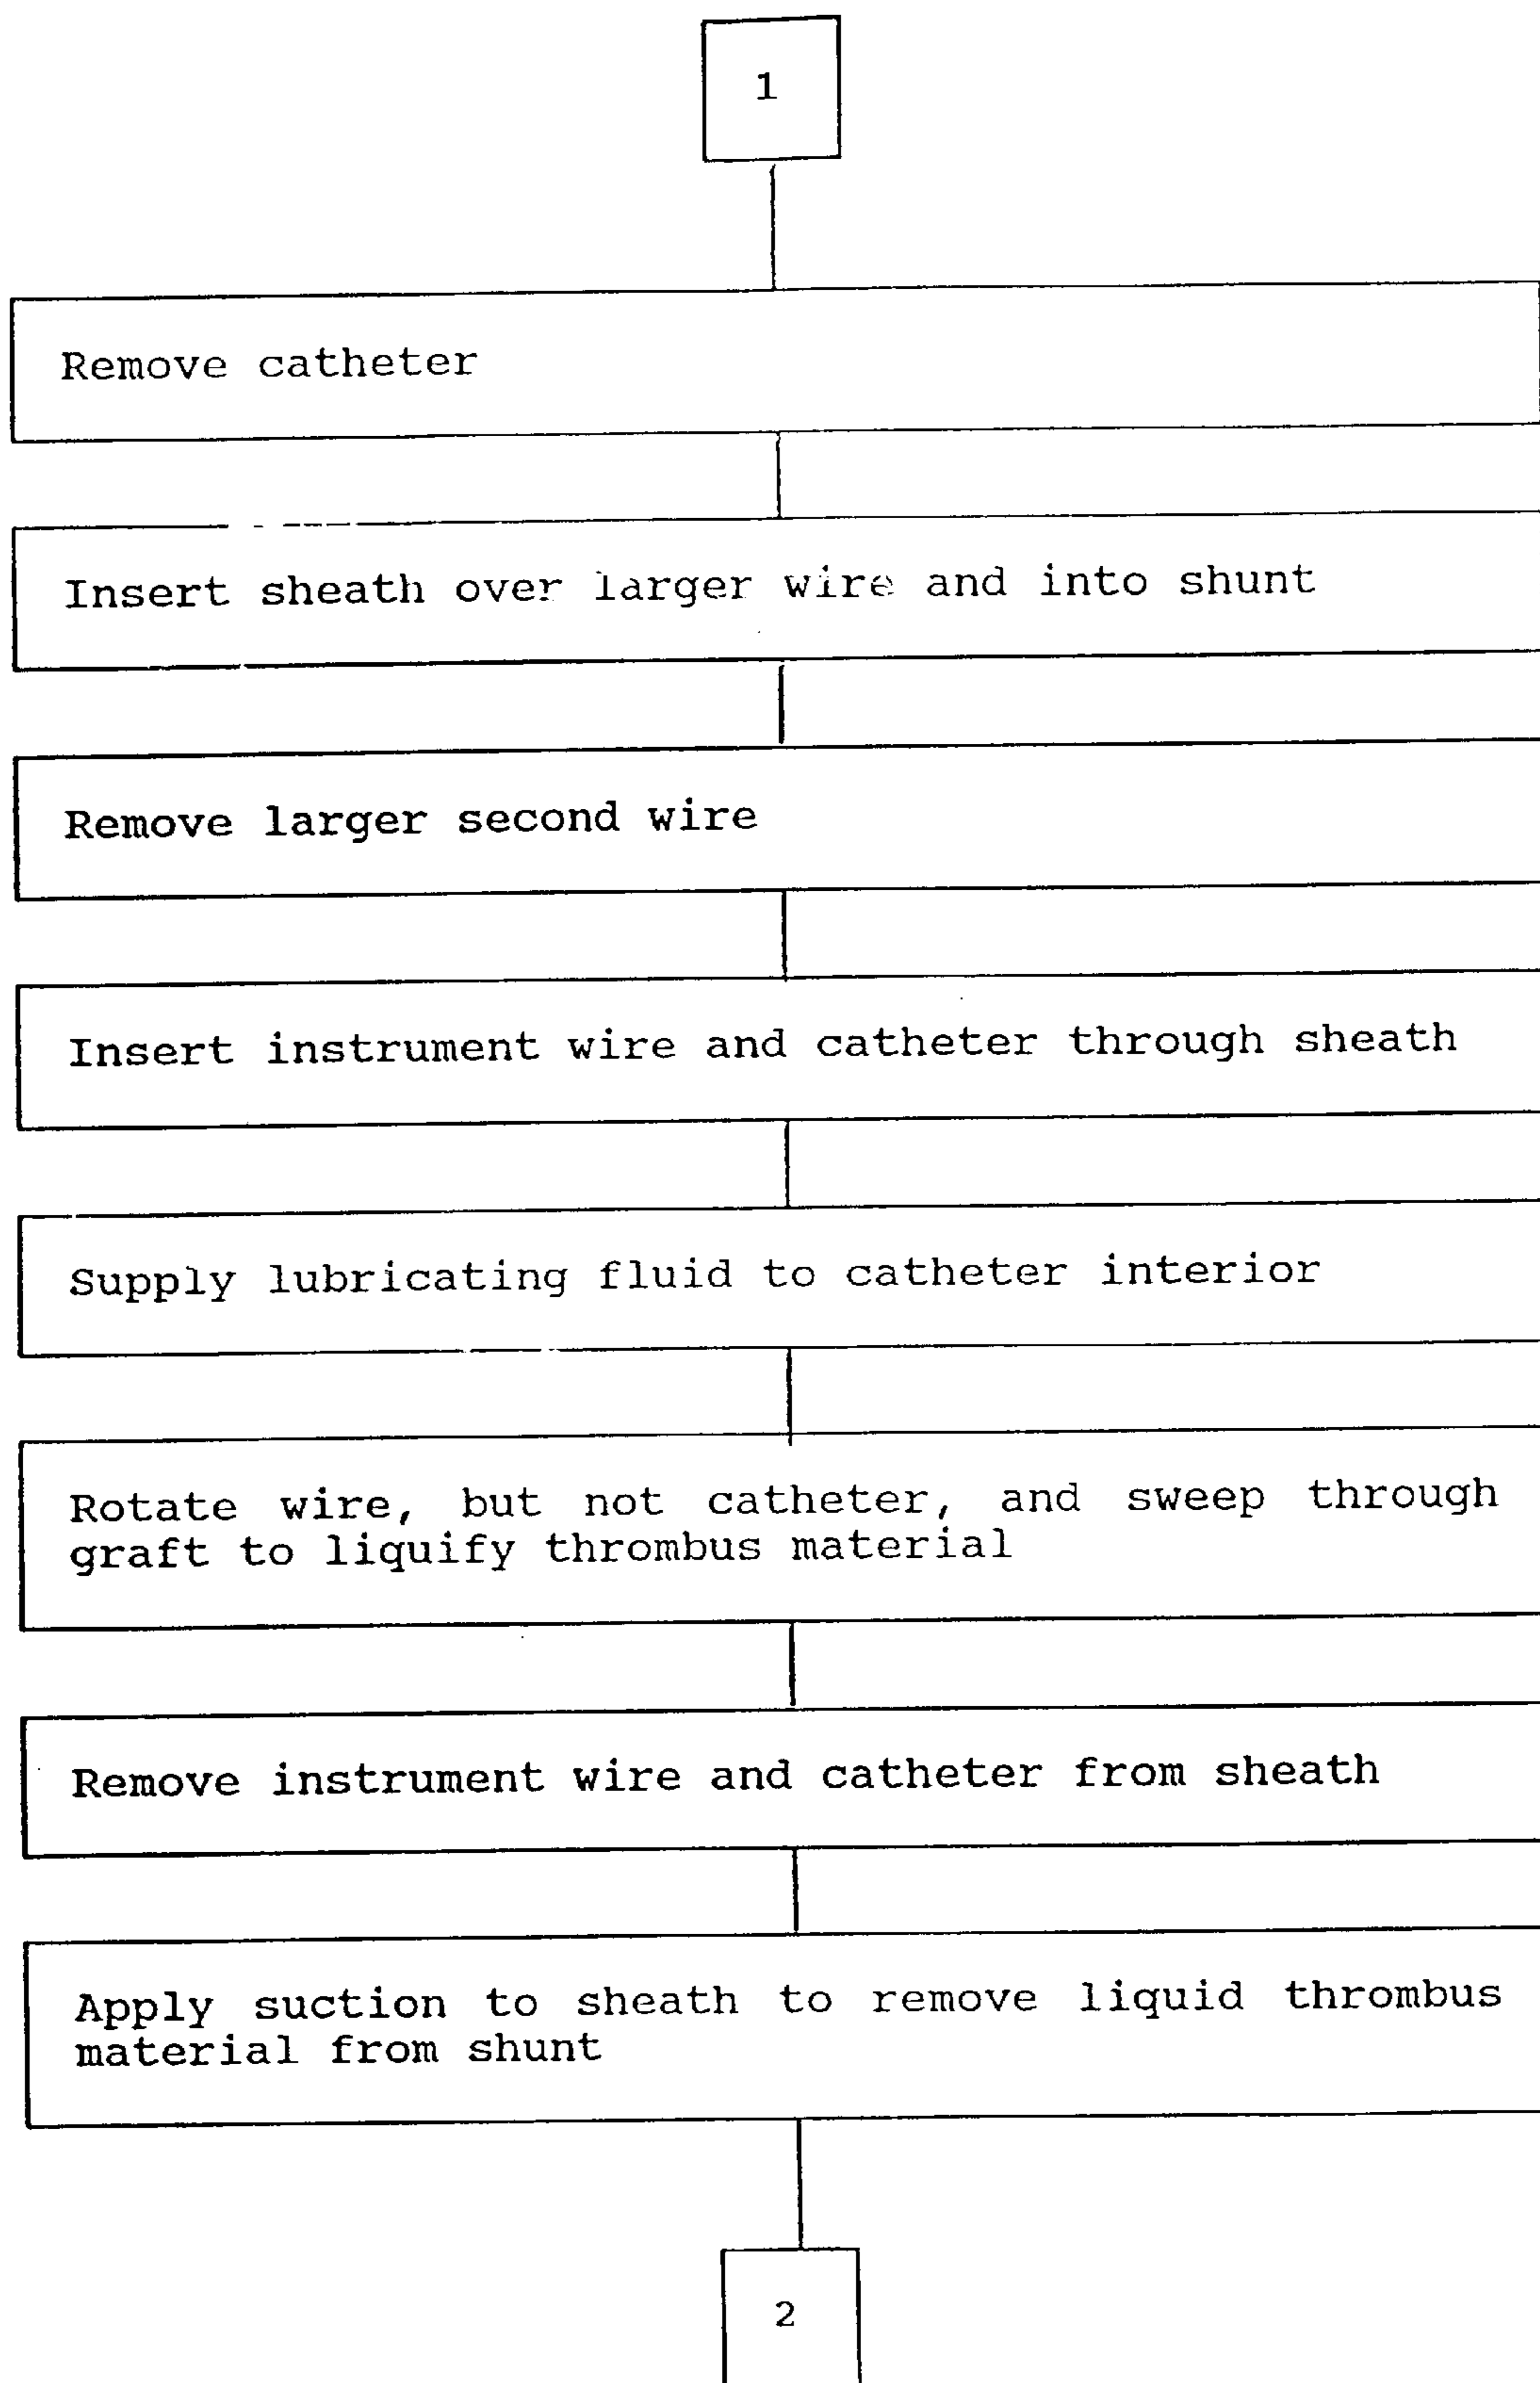 1
Remove catheter
Insert sheath over larger wire and into shunt
Remove larger second wire
Insert instrument wire and catheter through sheath
Supply lubricating fluid to catheter interior
Rotate wire, but not catheter, and sweep through
graft to liquify thrombus material
Remove instrument wire and catheter from sheath
Apply suction to sheath to remove liquid thrombus
material from shunt
2